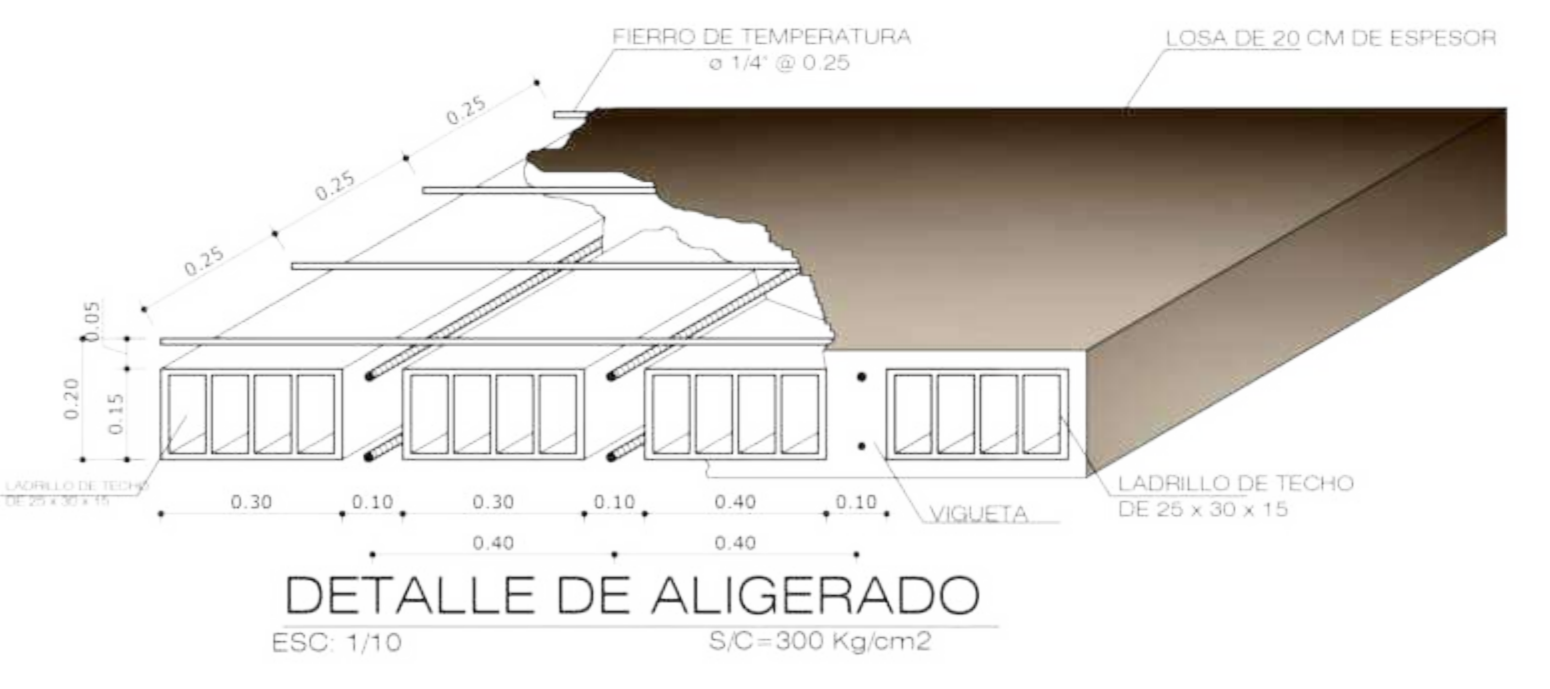 FIERRO DE TEMPERATURA
ø 1/4" @ 0.25
LOSA DE 20 CM DE ESPESOR
0.25
0.25
0.25
0.05
0.20
0.15
LADRILLO DE TECHO
DE 25 x 30 x 15
0.30
0.10
0.30
0.10
0.40
0.10
VIGUETA
LADRILLO DE TECHO
DE 25 x 30 x 15
0.40
0.40
DETALLE DE ALIGERADO
ESC: 1/10
S/C=300 Kg/cm2